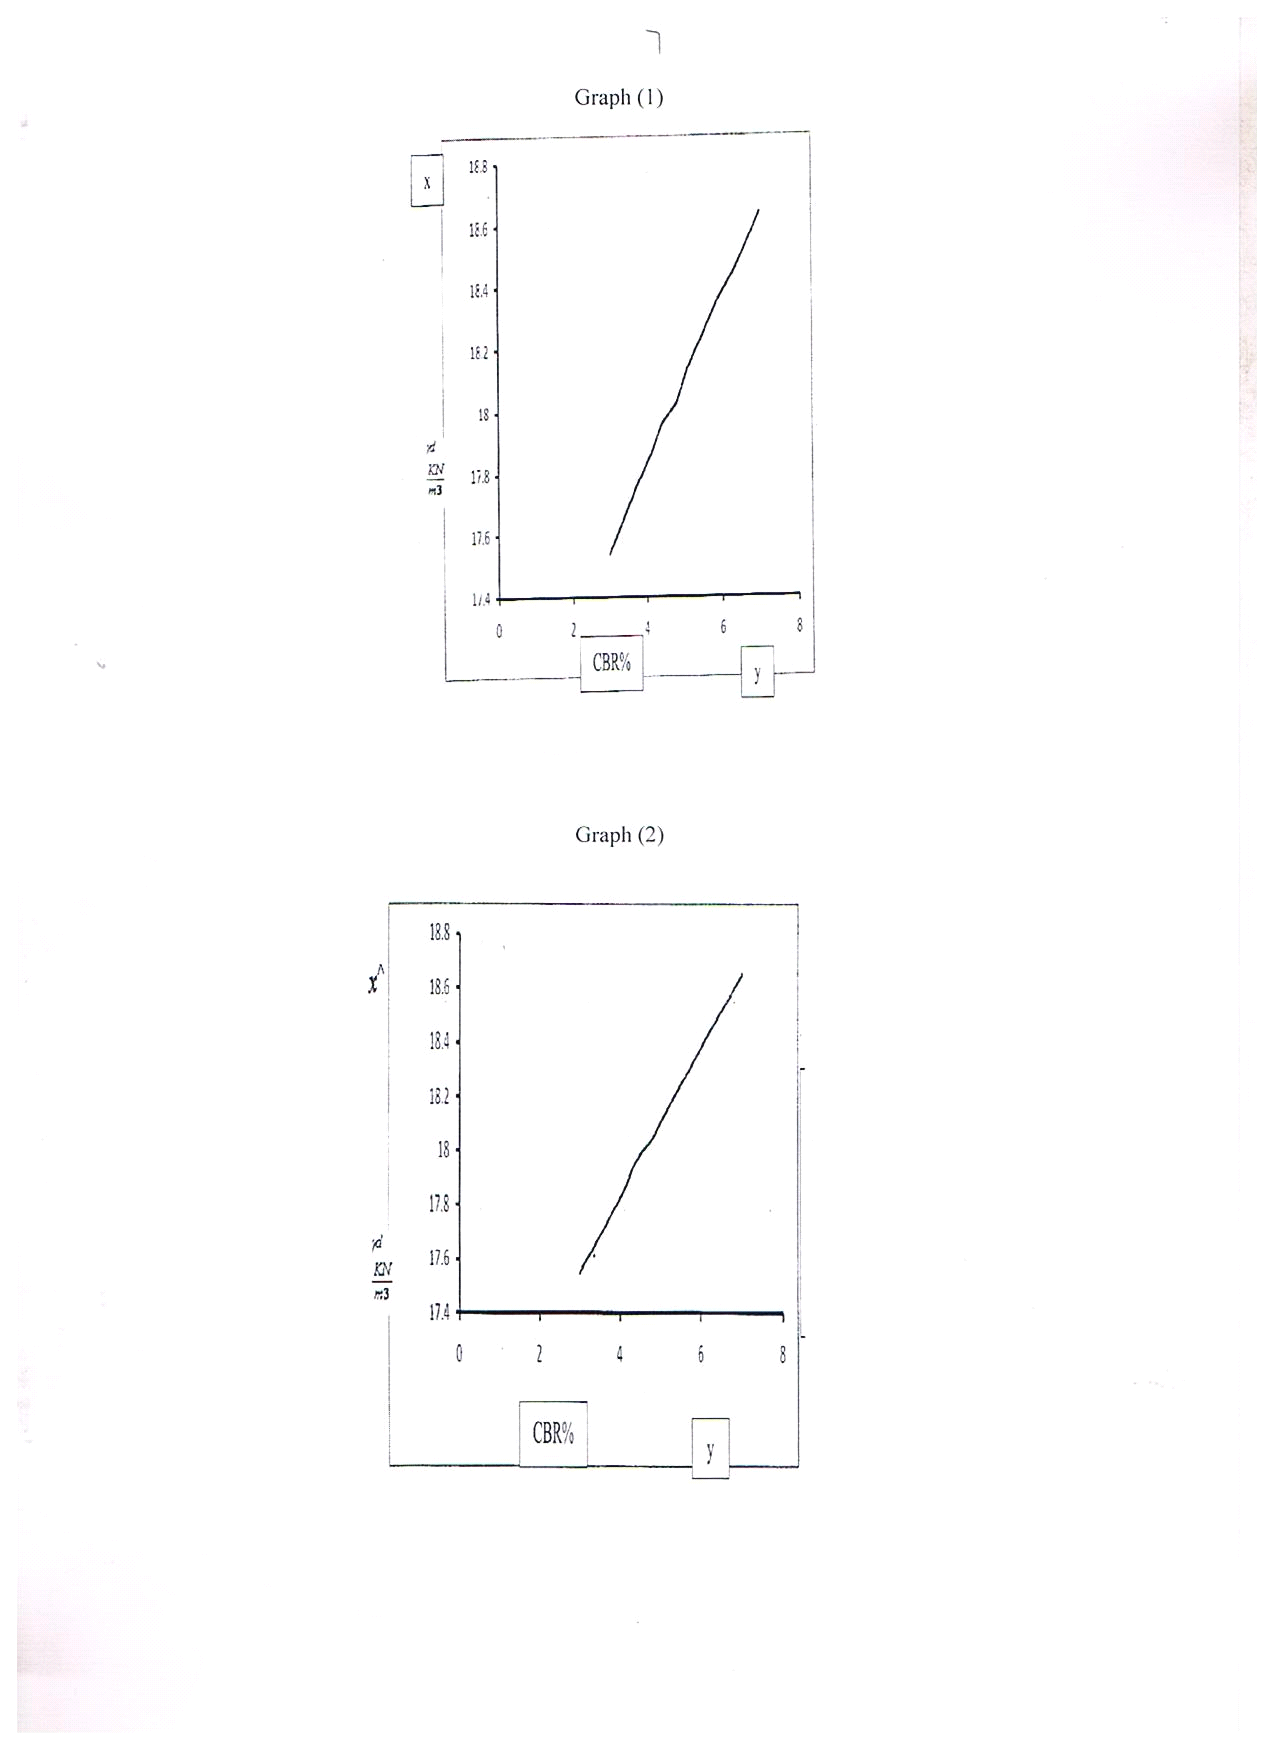 Graph (1)
x
18.8
18.6
18.4
18.2
18
17.8
17.6
17.4
γd
KN
m3
0 2 4 6 8
CBR%
y
Graph (2)
x^
18.8
18.6
18.4
18.2
18
17.8
17.6
17.4
γd
KN
m3
0 2 4 6 8
CBR%
y